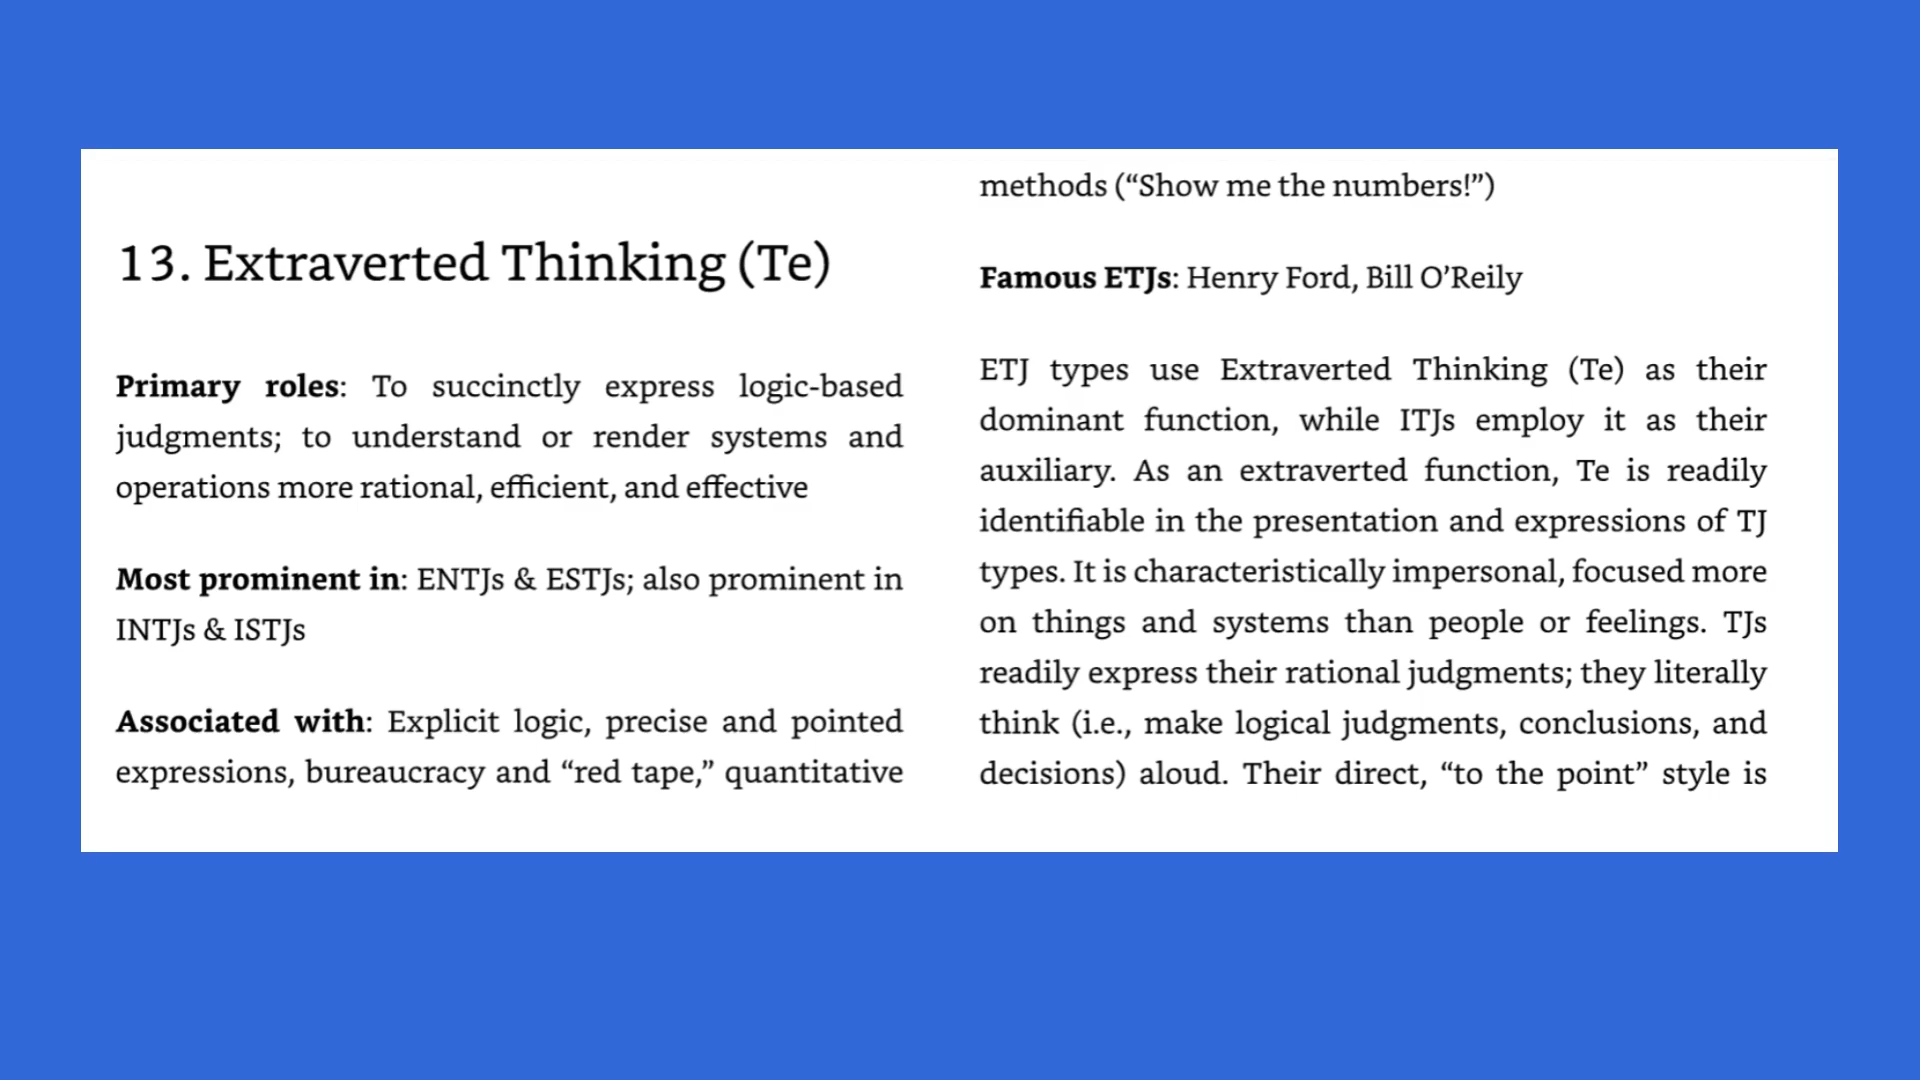 13. Extraverted Thinking (Te)
Primary roles: To succinctly express logic-based
judgments; to understand or render systems and
operations more rational, efficient, and effective
Most prominent in: ENTJs & ESTJs; also prominent in
INTJs & ISTJs
Associated with: Explicit logic, precise and pointed
expressions, bureaucracy and “red tape,” quantitative
methods (“Show me the numbers!”)
Famous ETJs: Henry Ford, Bill O’Reily
ETJ types use Extraverted Thinking (Te) as their
dominant function, while ITJs employ it as their
auxiliary. As an extraverted function, Te is readily
identifiable in the presentation and expressions of TJ
types. It is characteristically impersonal, focused more
on things and systems than people or feelings. TJs
readily express their rational judgments; they literally
think (i.e., make logical judgments, conclusions, and
decisions) aloud. Their direct, “to the point” style is